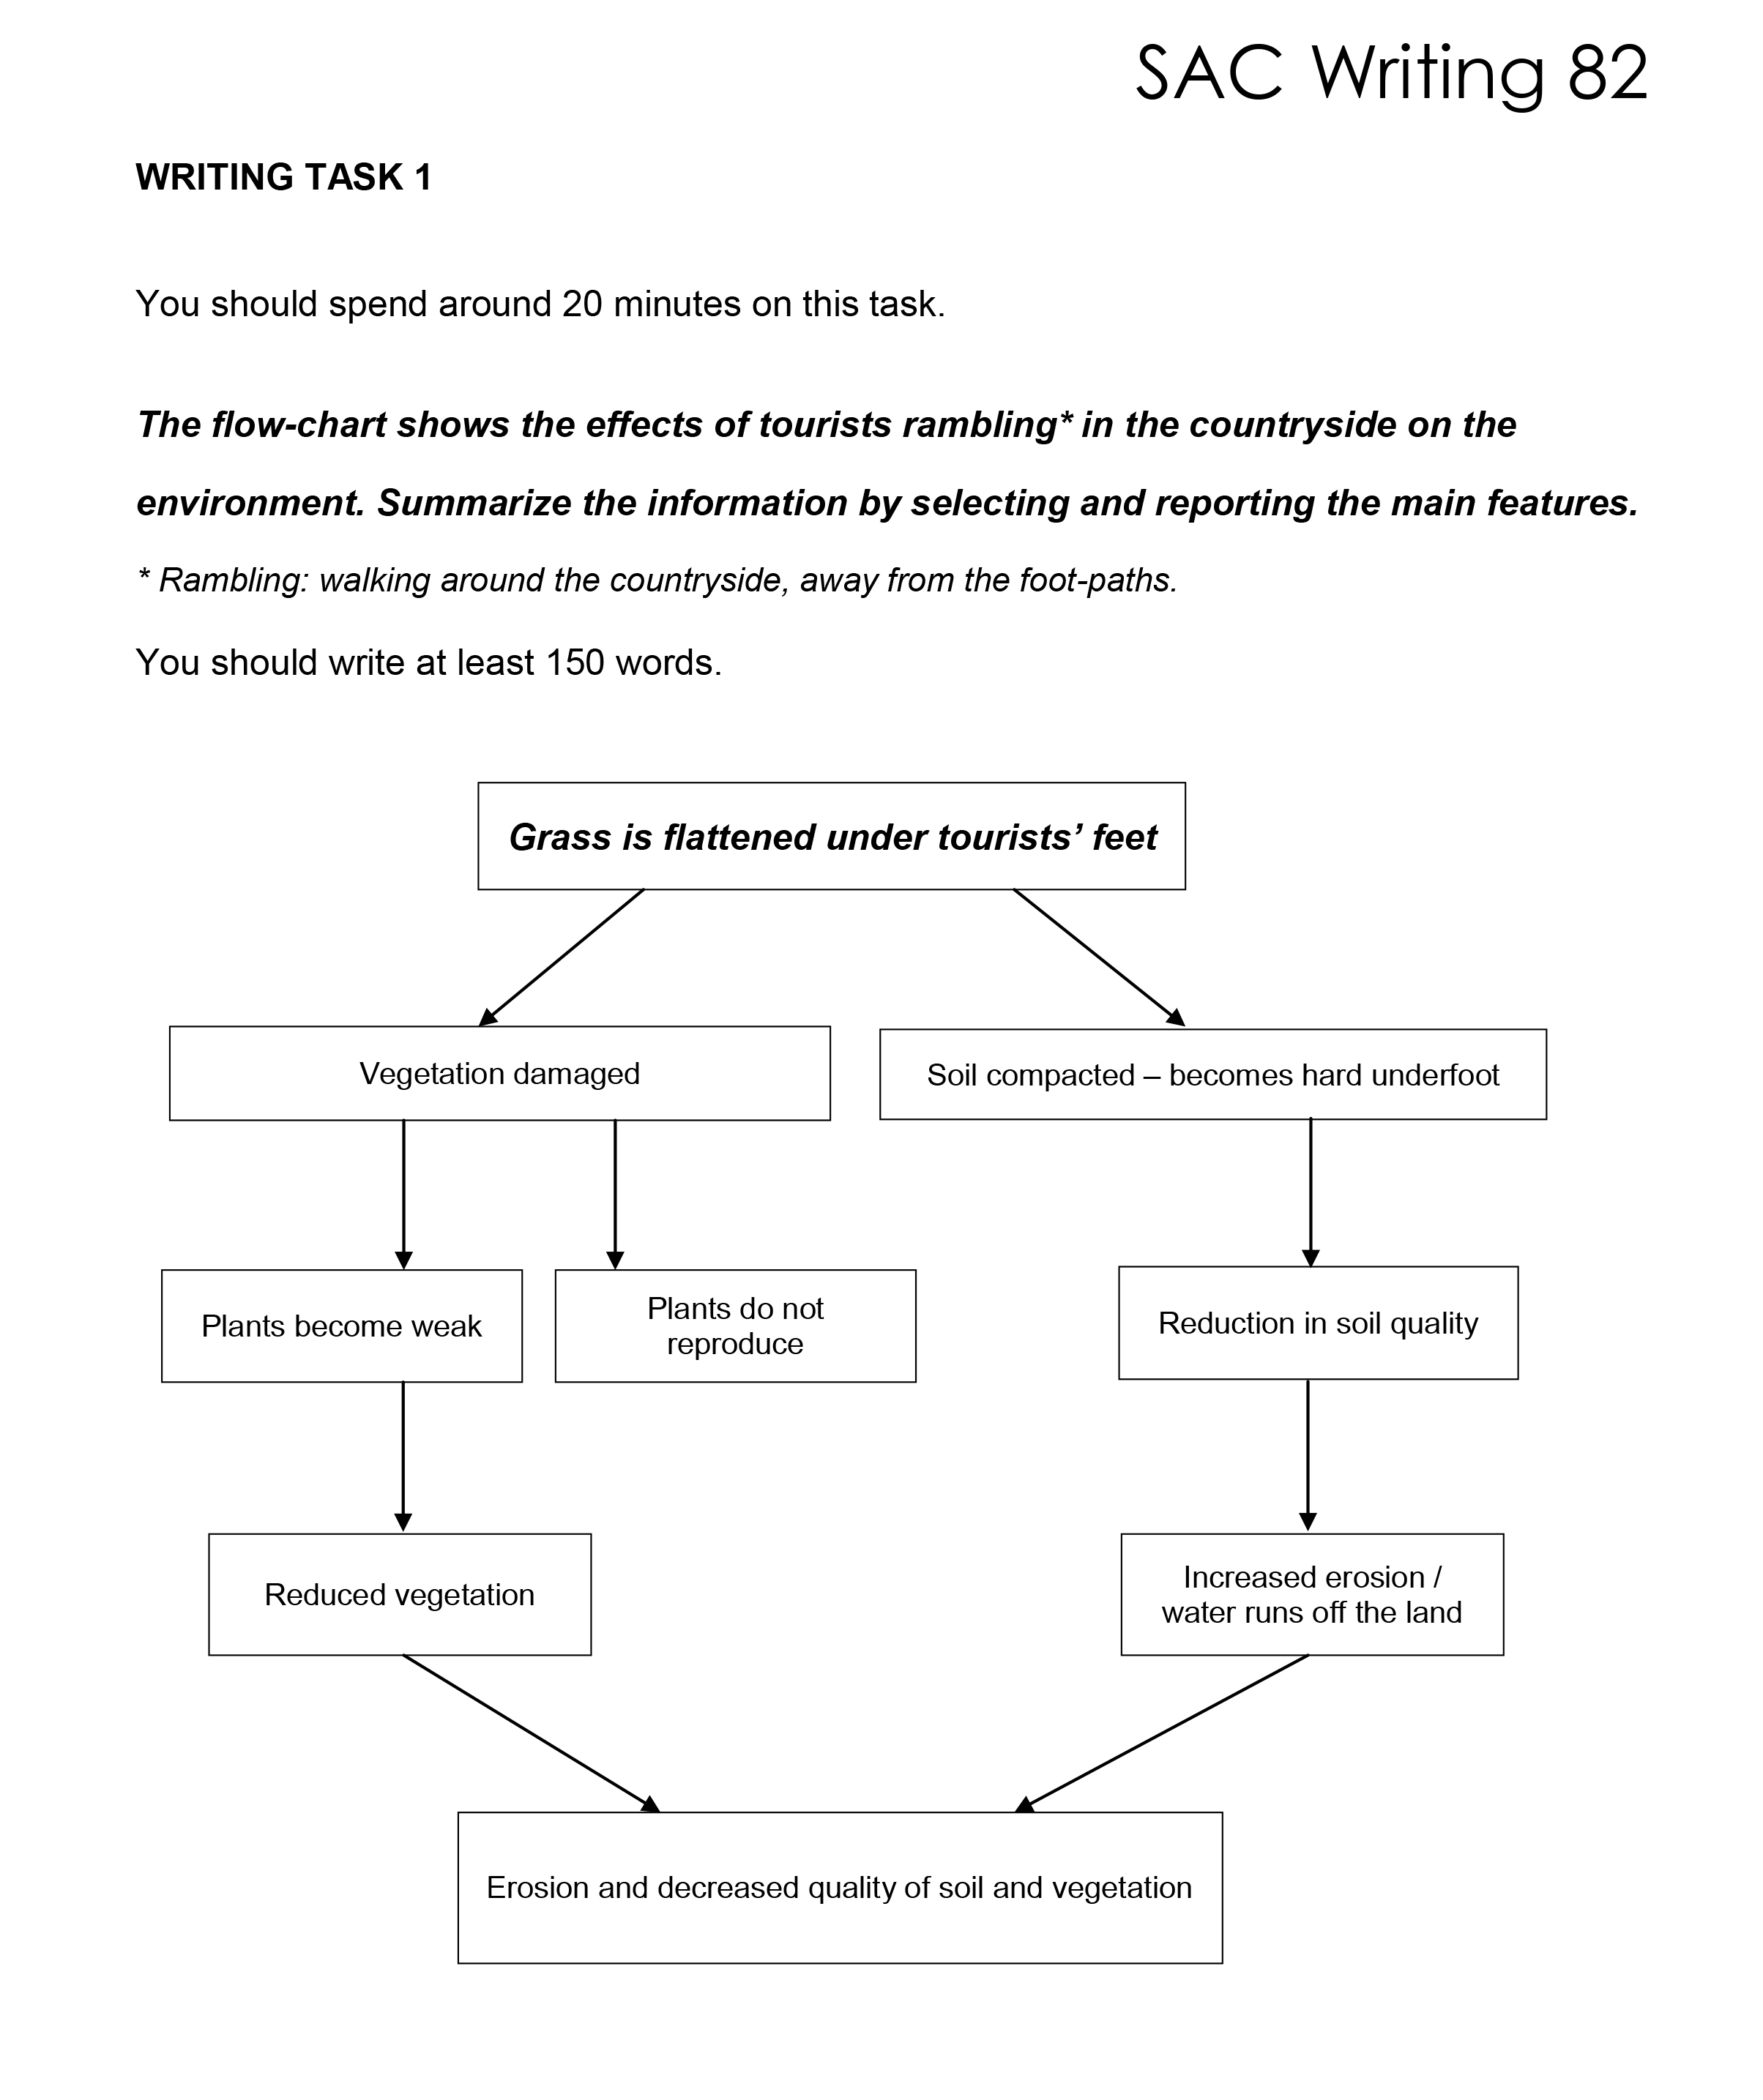 SAC Writing 82
WRITING TASK 1
You should spend around 20 minutes on this task.
The flow-chart shows the effects of tourists rambling* in the countryside on the
environment. Summarize the information by selecting and reporting the main features.
* Rambling: walking around the countryside, away from the foot-paths.
You should write at least 150 words.
Grass is flattened under tourists’ feet
Vegetation damaged
Soil compacted – becomes hard underfoot
Plants become weak
Plants do not
reproduce
Reduction in soil quality
Reduced vegetation
Increased erosion /
water runs off the land
Erosion and decreased quality of soil and vegetation